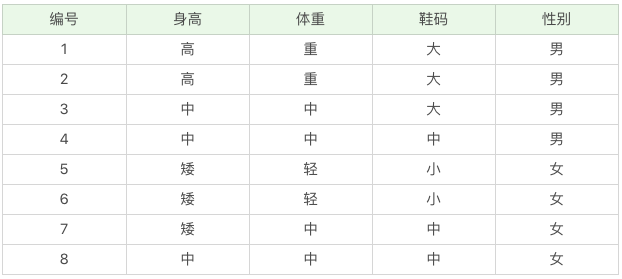 编号 身高 体重 鞋码 性别
1 高 重 大 男
2 高 重 大 男
3 中 中 大 男
4 中 中 中 男
5 矮 轻 小 女
6 矮 轻 小 女
7 矮 中 中 女
8 中 中 中 女